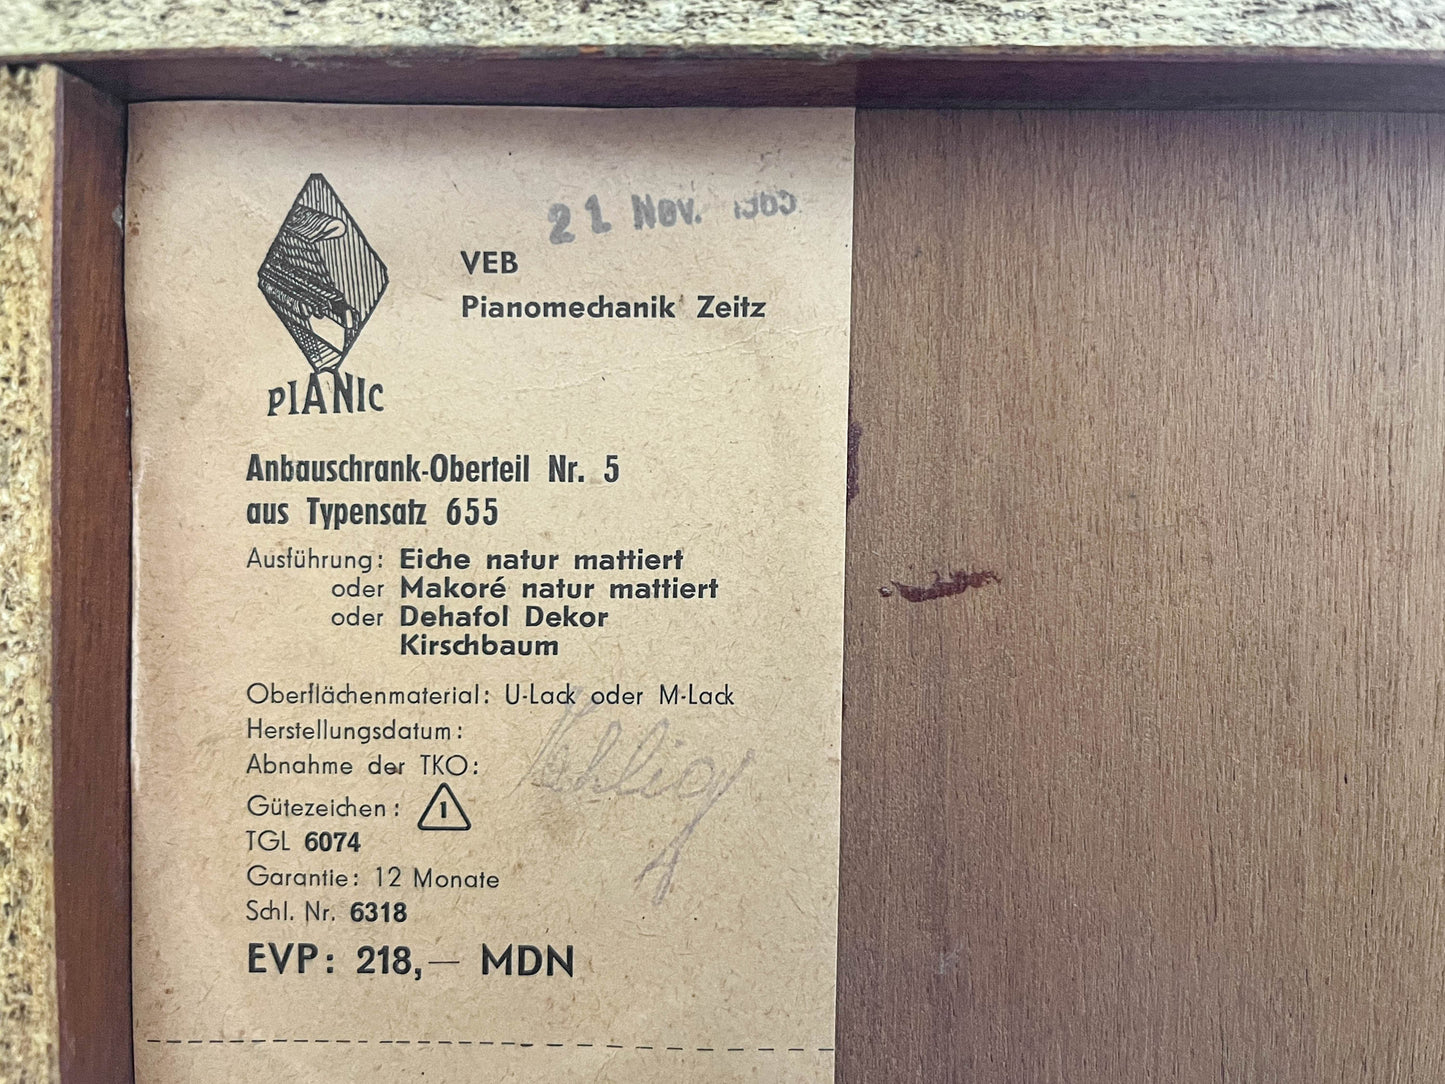 21 Nov. 1965
VEB
Pianomechanik Zeitz
PIANIC
Anbauschrank-Oberteil Nr. 5
aus Typensatz 655
Ausführung: Eiche natur mattiert
oder Makoré natur mattiert
oder Dehafol Dekor
Kirschbaum
Oberflächenmaterial: U-Lack oder M-Lack
Herstellungsdatum:
Abnahme der TKO:
Gütezeichen: 1
TGL 6074
Garantie: 12 Monate
Schl. Nr. 6318
EVP: 218,— MDN